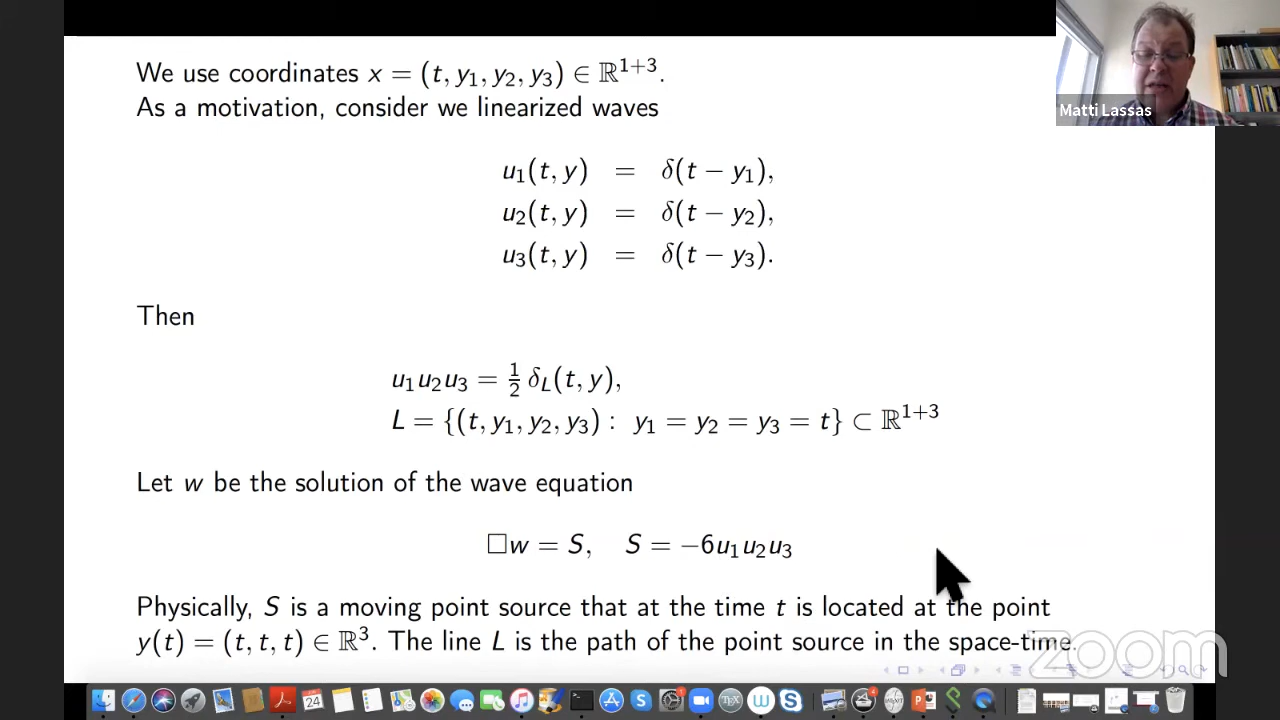 We use coordinates x = (t, y₁, y₂, y₃) ∈ ℝ¹⁺³.
As a motivation, consider we linearized waves
u₁(t, y) = δ(t − y₁),
u₂(t, y) = δ(t − y₂),
u₃(t, y) = δ(t − y₃).
Then
u₁u₂u₃ = ½ δ_L(t, y),
L = {(t, y₁, y₂, y₃) : y₁ = y₂ = y₃ = t} ⊂ ℝ¹⁺³
Let w be the solution of the wave equation
□w = S, S = −6u₁u₂u₃
Physically, S is a moving point source that at the time t is located at the point
y(t) = (t, t, t) ∈ ℝ³. The line L is the path of the point source in the space-time.
Matti Lassas
zoom
24